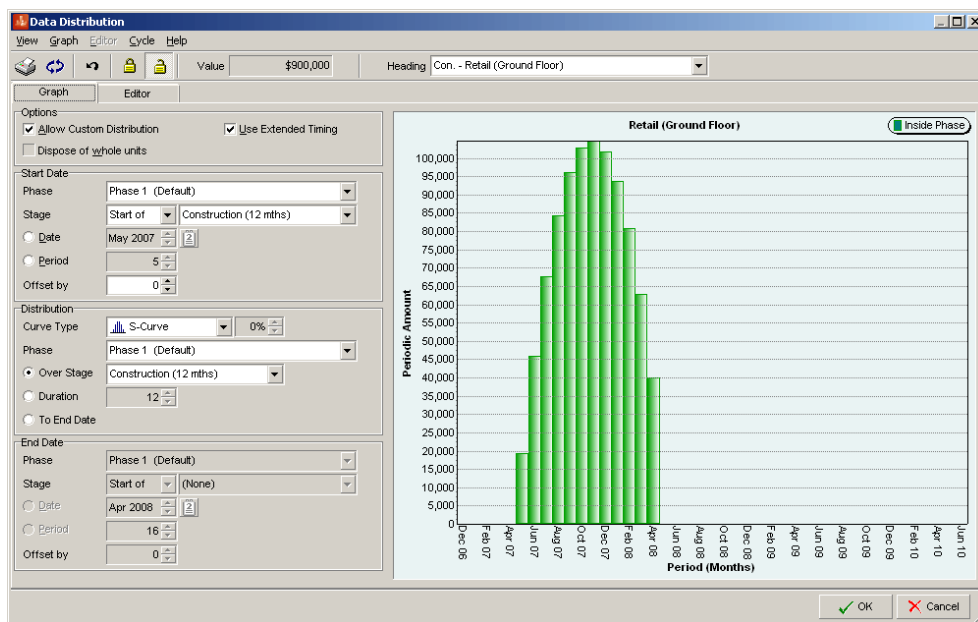 Data Distribution
View Graph Editor Cycle Help
Value $900,000 Heading Con. - Retail (Ground Floor)
Graph Editor
Options
Allow Custom Distribution Use Extended Timing
Dispose of whole units
Start Date
Phase Phase 1 (Default)
Stage Start of Construction (12 mths)
Date May 2007 2
Period 5
Offset by 0
Distribution
Curve Type S-Curve 0%
Phase Phase 1 (Default)
Over Stage Construction (12 mths)
Duration 12
To End Date
End Date
Phase Phase 1 (Default)
Stage Start of (None)
Date Apr 2008 2
Period 16
Offset by 0
Retail (Ground Floor)
Inside Phase
Periodic Amount
100,000
95,000
90,000
85,000
80,000
75,000
70,000
65,000
60,000
55,000
50,000
45,000
40,000
35,000
30,000
25,000
20,000
15,000
10,000
5,000
0
Dec 06 Feb 07 Apr 07 Jun 07 Aug 07 Oct 07 Dec 07 Feb 08 Apr 08 Jun 08 Aug 08 Oct 08 Dec 08 Feb 09 Apr 09 Jun 09 Aug 09 Oct 09 Dec 09 Feb 10 Apr 10 Jun 10
Period (Months)
OK Cancel